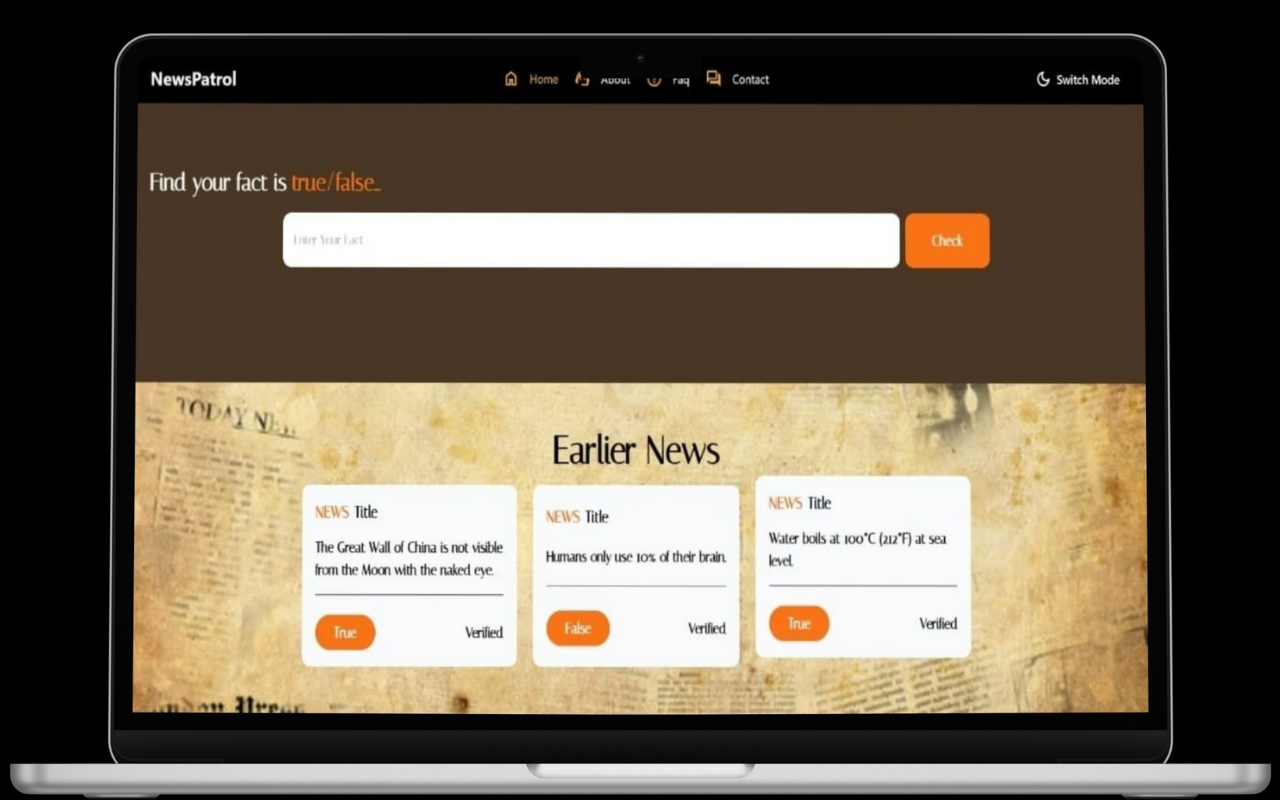 NewsPatrol
Home About Faq Contact
Switch Mode
Find your fact is true/false..
Enter Your Fact
Check
TODAY NE
Earlier News
NEWS Title
The Great Wall of China is not visible
from the Moon with the naked eye.
True Verified
NEWS Title
Humans only use 10% of their brain.
False Verified
NEWS Title
Water boils at 100°C (212°F) at sea
level.
True Verified